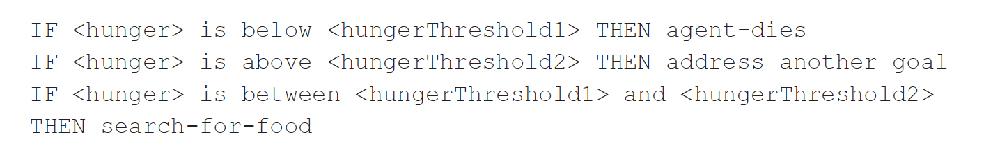 IF <hunger> is below <hungerThreshold1> THEN agent-dies
IF <hunger> is above <hungerThreshold2> THEN address another goal
IF <hunger> is between <hungerThreshold1> and <hungerThreshold2>
THEN search-for-food